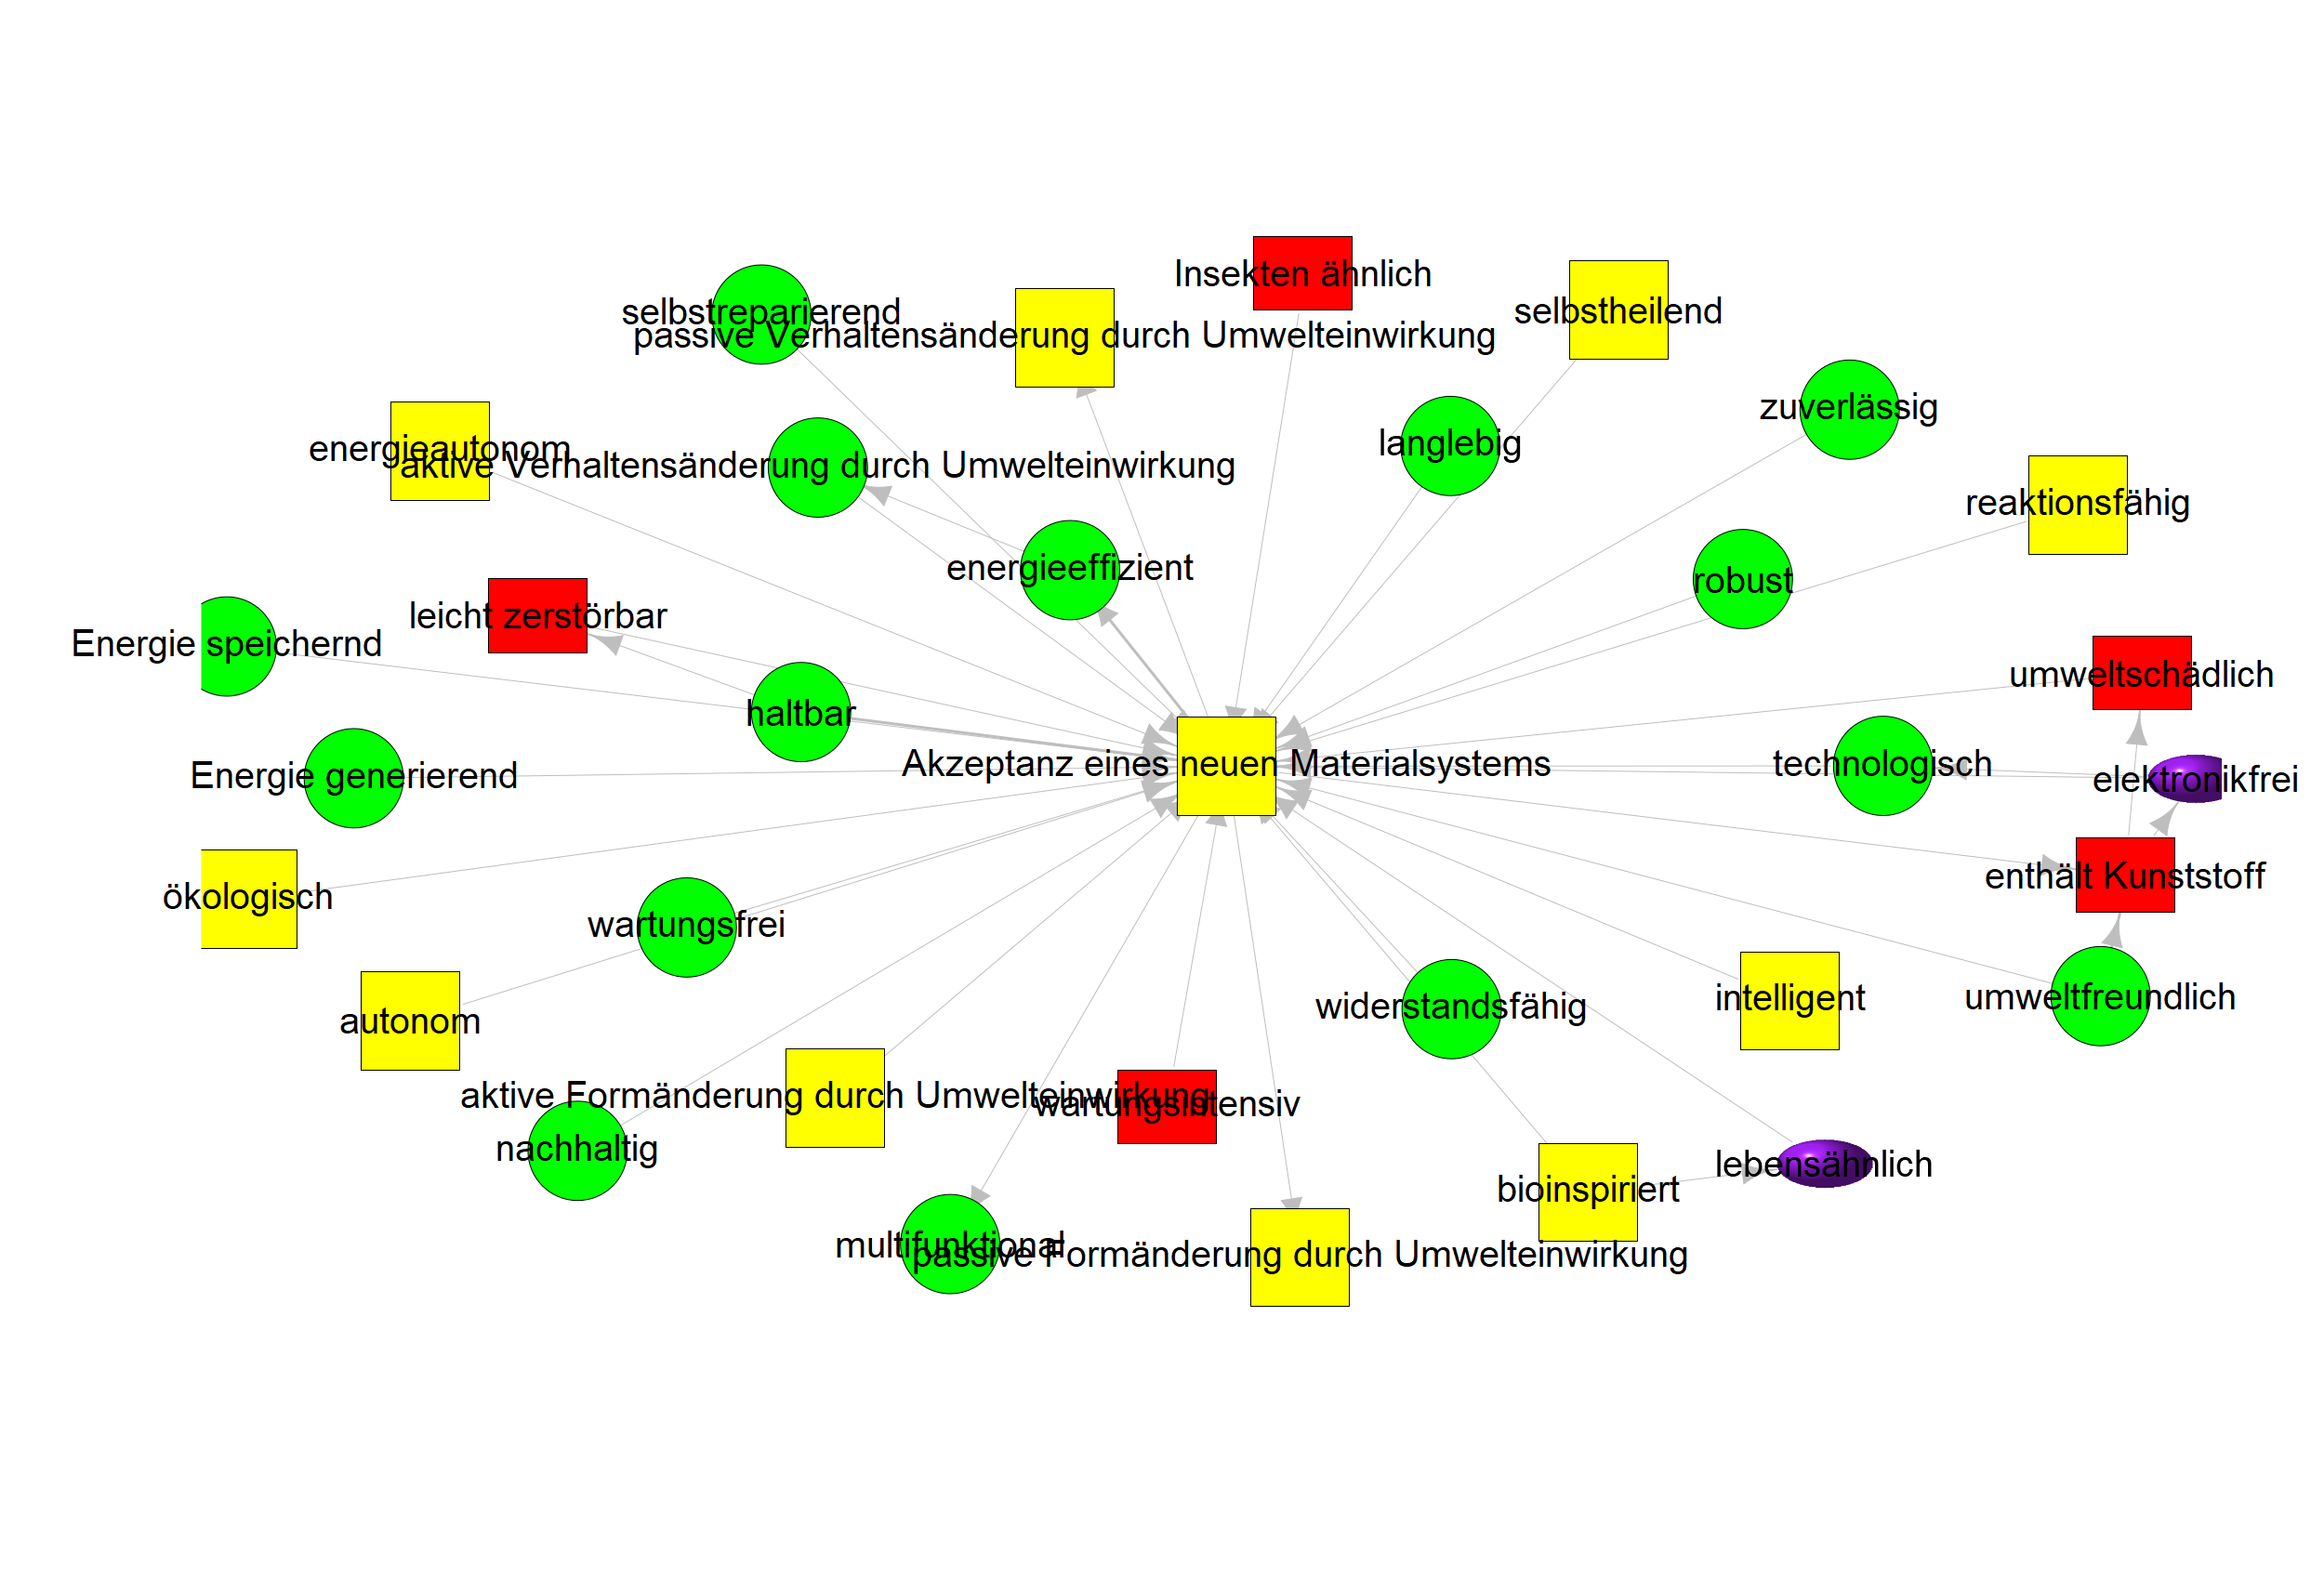 Insekten ähnlich
selbstreparierend
selbstheilend
passive Verhaltensänderung durch Umwelteinwirkung
zuverlässig
langlebig
energieautonom
aktive Verhaltensänderung durch Umwelteinwirkung
reaktionsfähig
energieeffizient
robust
leicht zerstörbar
Energie speichernd
umweltschädlich
haltbar
Akzeptanz eines neuen Materialsystems
technologisch
Energie generierend
elektronikfrei
enthält Kunststoff
ökologisch
wartungsfrei
intelligent
umweltfreundlich
widerstandsfähig
autonom
aktive Formänderung durch Umwelteinwirkung
wartungsintensiv
nachhaltig
lebensähnlich
bioinspiriert
multifunktional
passive Formänderung durch Umwelteinwirkung